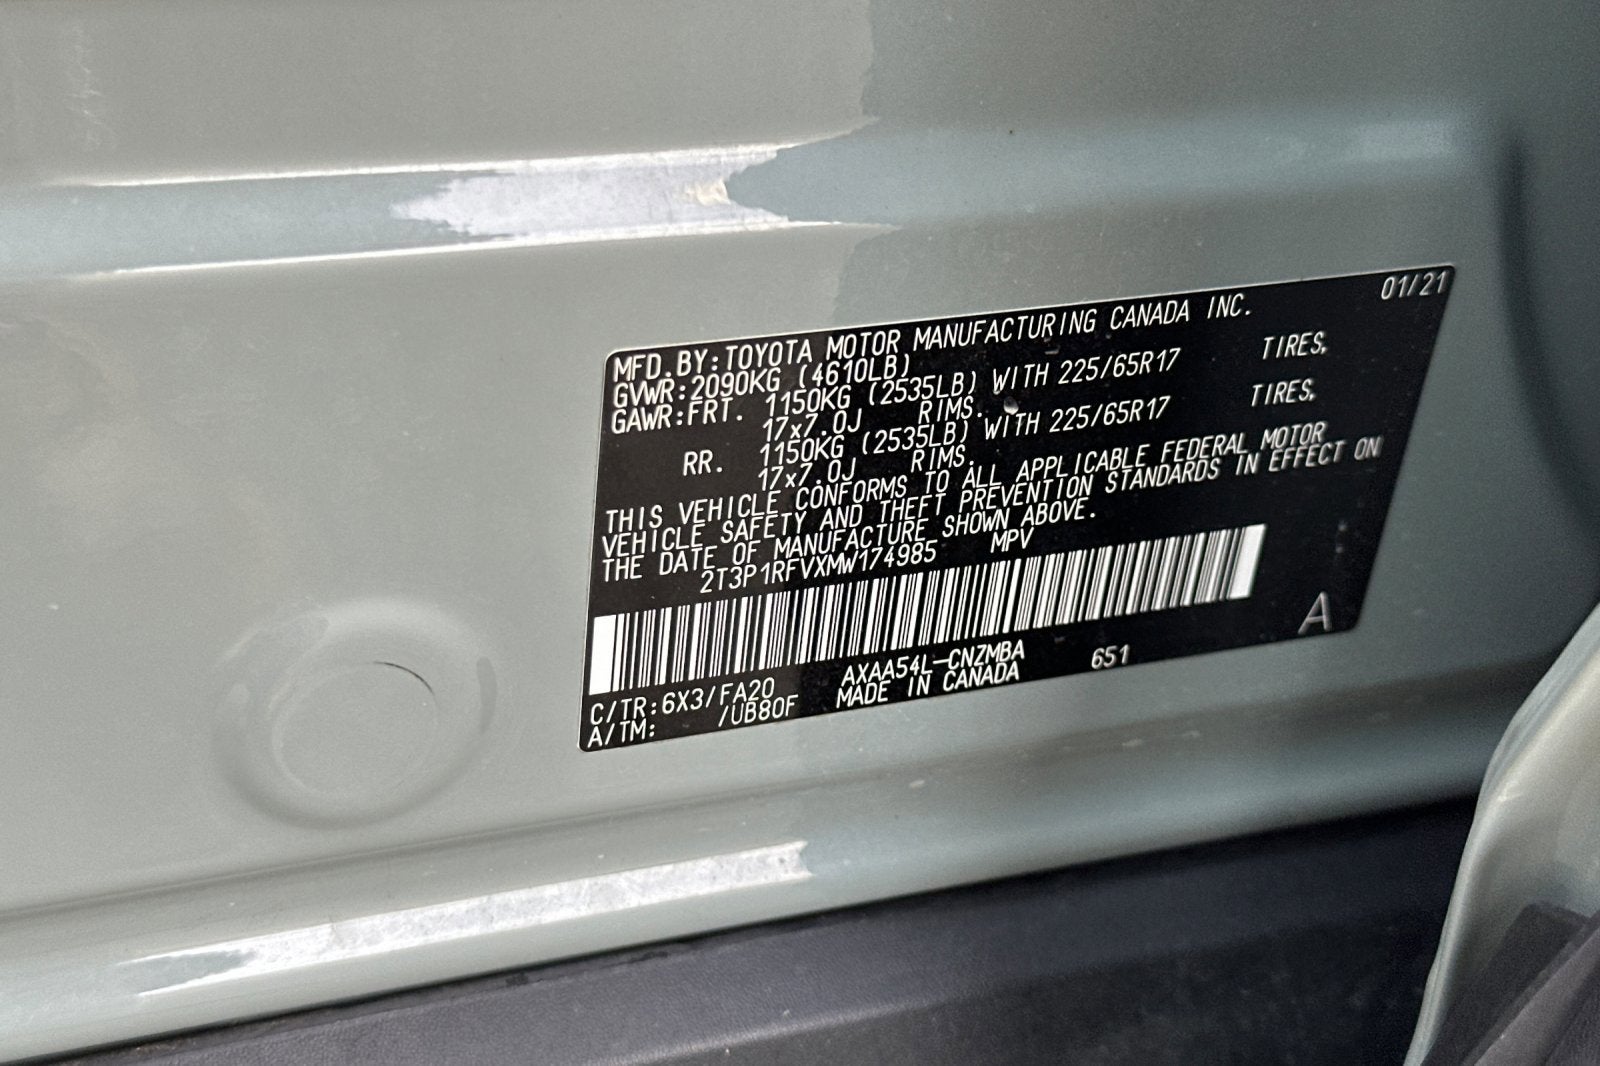 01/21
MFD.BY:TOYOTA MOTOR MANUFACTURING CANADA INC.
GVWR:2090KG (4610LB)
GAWR:FRT. 1150KG (2535LB) WITH 225/65R17 TIRES,
17x7.0J RIMS.
RR. 1150KG (2535LB) WITH 225/65R17 TIRES,
17x7.0J RIMS.
THIS VEHICLE CONFORMS TO ALL APPLICABLE FEDERAL MOTOR
VEHICLE SAFETY AND THEFT PREVENTION STANDARDS IN EFFECT ON
THE DATE OF MANUFACTURE SHOWN ABOVE.
2T3P1RFVXMW174985 MPV
A
C/TR:6X3/FA20 AXAA54L-CNZMBA 651
A/TM: /UB80F MADE IN CANADA